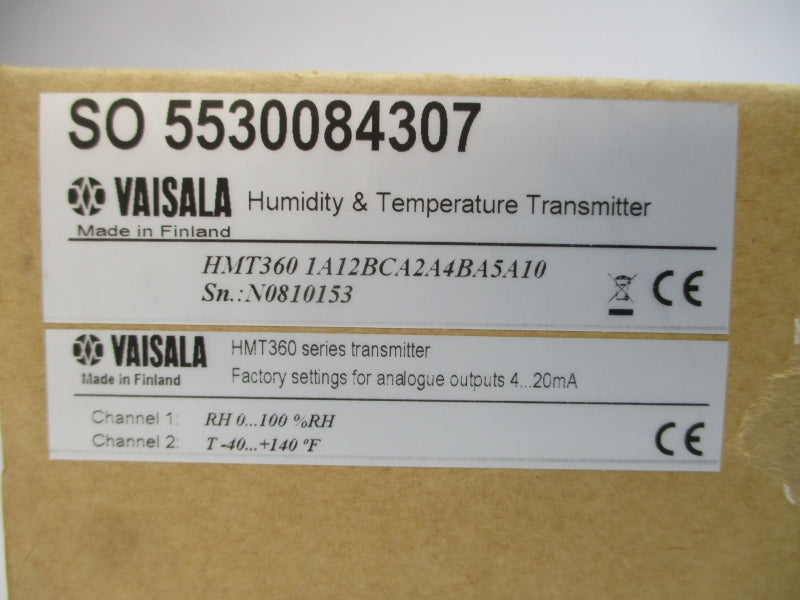 SO 5530084307
VAISALA Humidity & Temperature Transmitter
Made in Finland
HMT360 1A12BCA2A4BA5A10
Sn.:N0810153
CE
VAISALA HMT360 series transmitter
Made in Finland Factory settings for analogue outputs 4...20mA
Channel 1: RH 0...100 %RH
Channel 2: T -40...+140 ºF
CE